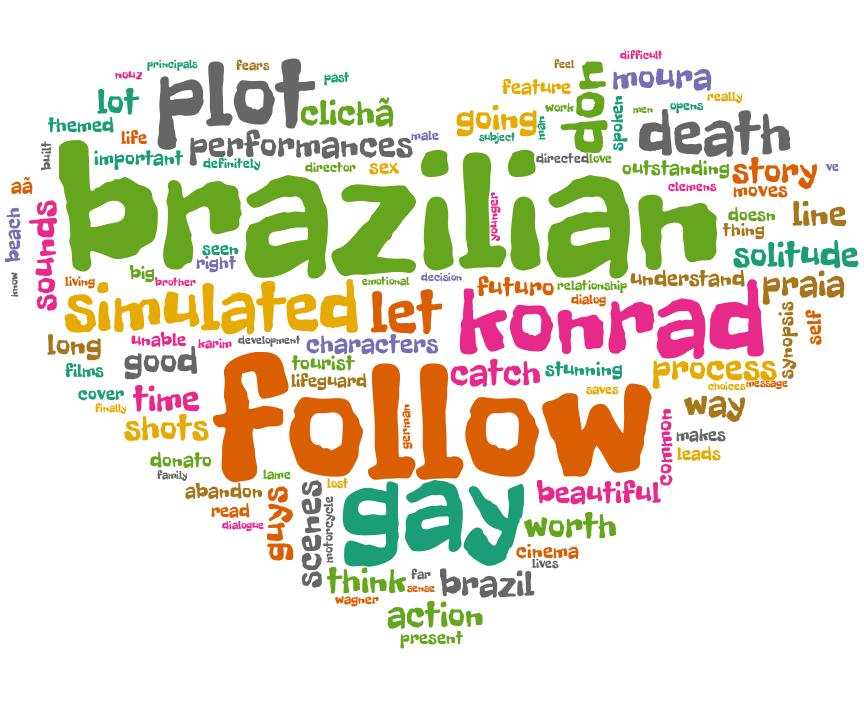 difficult
principals
fears
feel
nouz
past
plot
feature
don
moura
lot
clichã
going
work
spoken
men
opens
really
themed
life
performances
male
subject
man
death
built
important
definitely
director
sex
directed
love
outstanding
story
ve
aã
clemens
moves
brazilian
younger
beach
sounds
doesn
thing
line
seen
right
solitude
know
living
big
brother
emotional
decision
futuro
relationship
understand
praia
dialog
simulated
let
konrad
synopsis
self
long
unable
karim
development
characters
good
tourist
films
lifeguard
catch
stunning
process
choices
message
cover
finally
time
follow
german
saves
way
shots
common
makes
leads
donato
family
lame
abandon
guys
scenes
motorcycle
lost
gay
beautiful
read
dialogue
worth
cinema
lives
think
far
sense
brazil
wagner
action
present